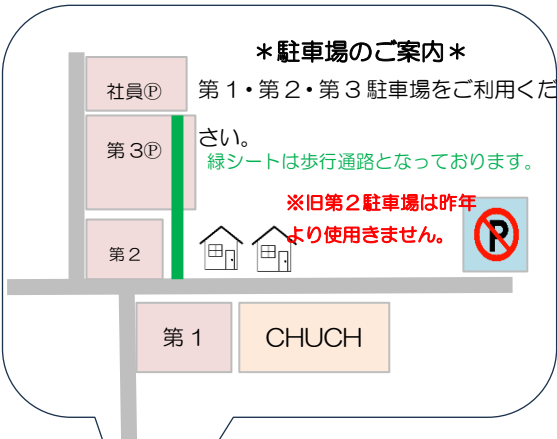 ＊駐車場のご案内＊
社員Ⓟ
第１・第２・第３駐車場をご利用くだ
さい。
第３Ⓟ
緑シートは歩行通路となっております。
※旧第２駐車場は昨年
より使用きません。
P
第２
第１
CHUCH